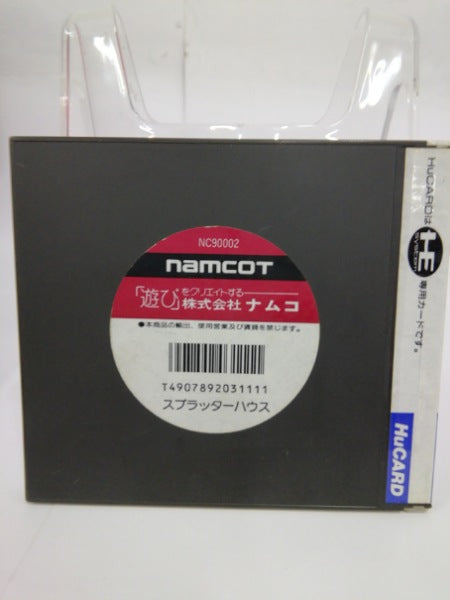 NC90002
namcoT
「遊び」をクリエイトする
株式会社 ナムコ
●本商品の輸出、使用営業及び賃貸を禁じます。
T4907892031111
スプラッターハウス
HuCARDは HE SYSTEM 専用カードです。
HuCARD